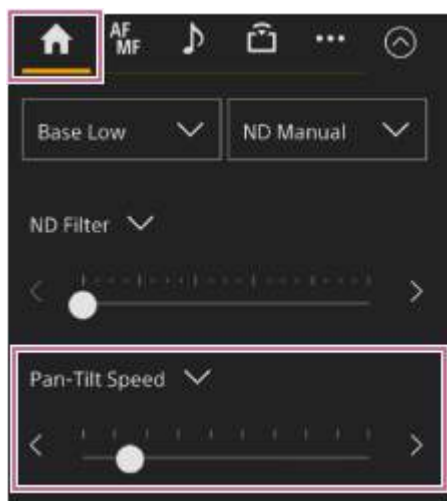 AF
MF
Base Low
ND Manual
ND Filter
Pan-Tilt Speed